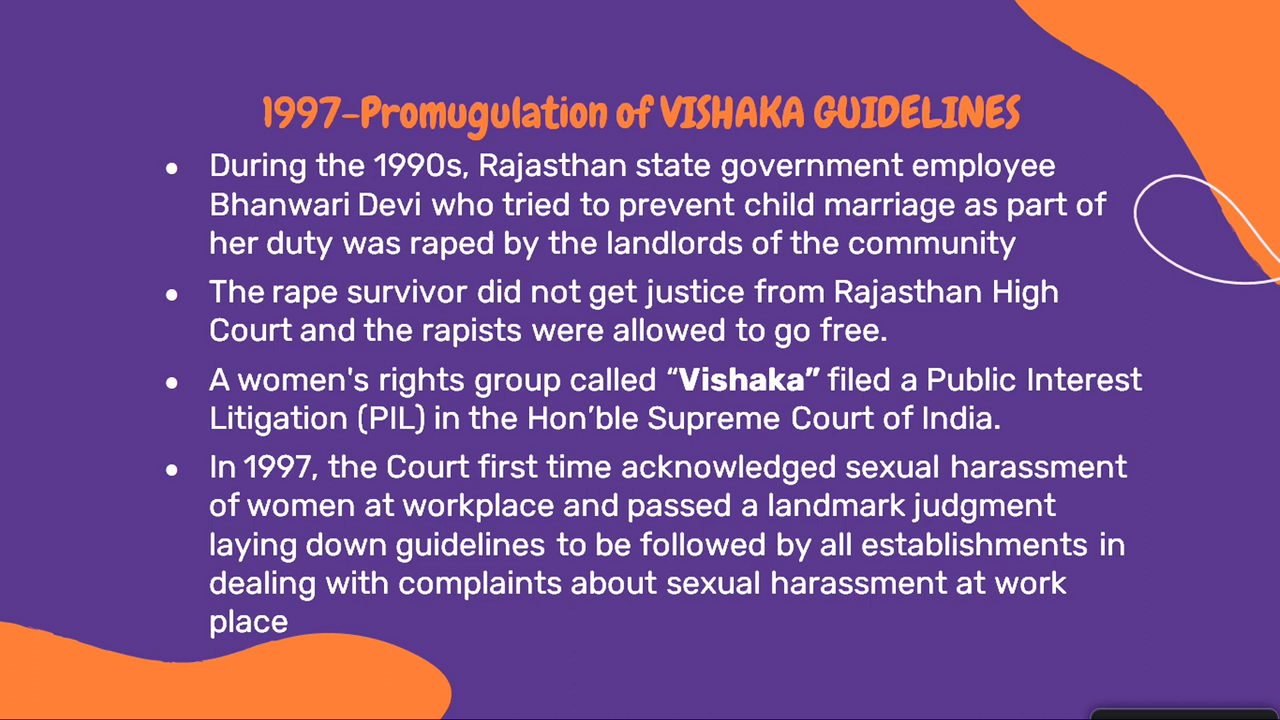 1997-Promugulation of VISHAKA GUIDELINES
• During the 1990s, Rajasthan state government employee
Bhanwari Devi who tried to prevent child marriage as part of
her duty was raped by the landlords of the community
• The rape survivor did not get justice from Rajasthan High
Court and the rapists were allowed to go free.
• A women's rights group called “Vishaka” filed a Public Interest
Litigation (PIL) in the Hon’ble Supreme Court of India.
• In 1997, the Court first time acknowledged sexual harassment
of women at workplace and passed a landmark judgment
laying down guidelines to be followed by all establishments in
dealing with complaints about sexual harassment at work
place